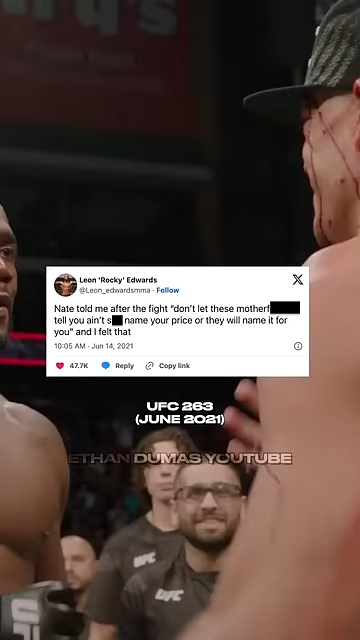 Leon 'Rocky' Edwards
@Leon_edwardsmma · Follow
X
Nate told me after the fight “don’t let these motherf
tell you ain’t s name your price or they will name it for
you” and I felt that
10:05 AM · Jun 14, 2021
47.7K Reply Copy link
UFC 263
(JUNE 2021)
ETHAN DUMAS YOUTUBE
UFC
UFC